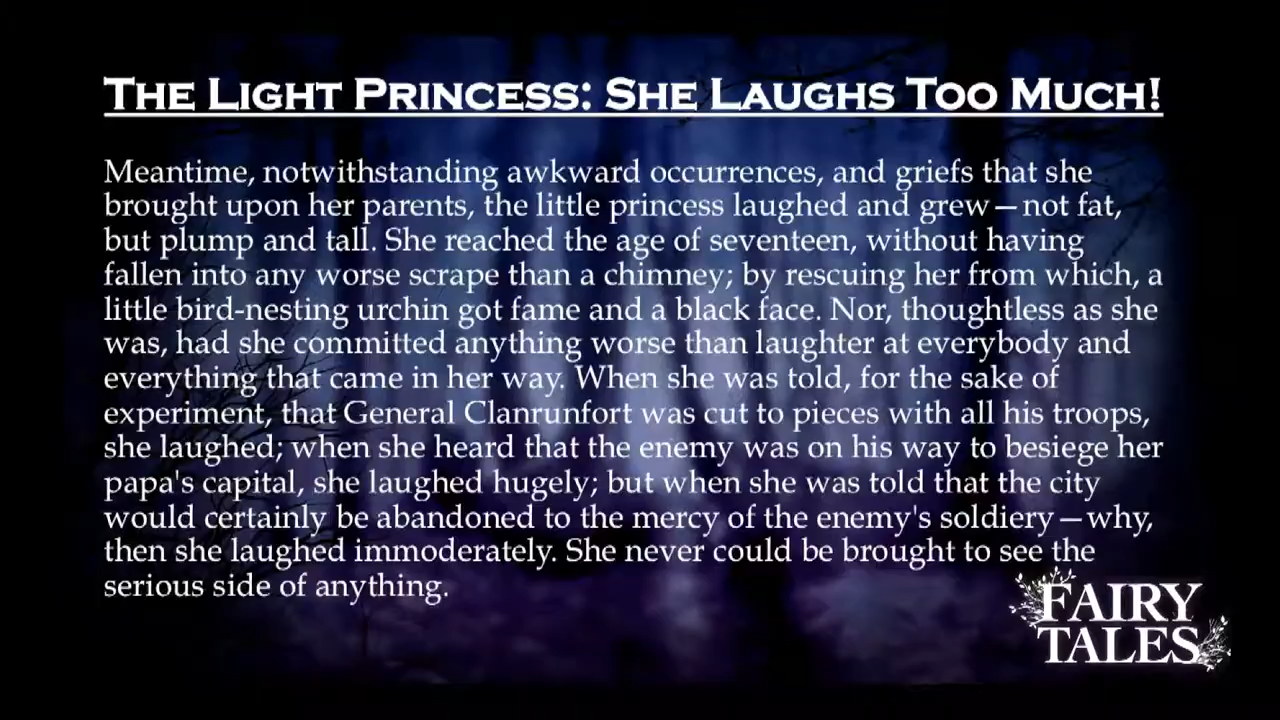 THE LIGHT PRINCESS: SHE LAUGHS TOO MUCH!
Meantime, notwithstanding awkward occurrences, and griefs that she
brought upon her parents, the little princess laughed and grew—not fat,
but plump and tall. She reached the age of seventeen, without having
fallen into any worse scrape than a chimney; by rescuing her from which, a
little bird-nesting urchin got fame and a black face. Nor, thoughtless as she
was, had she committed anything worse than laughter at everybody and
everything that came in her way. When she was told, for the sake of
experiment, that General Clanrunfort was cut to pieces with all his troops,
she laughed; when she heard that the enemy was on his way to besiege her
papa's capital, she laughed hugely; but when she was told that the city
would certainly be abandoned to the mercy of the enemy's soldiery—why,
then she laughed immoderately. She never could be brought to see the
serious side of anything.
FAIRY
TALES